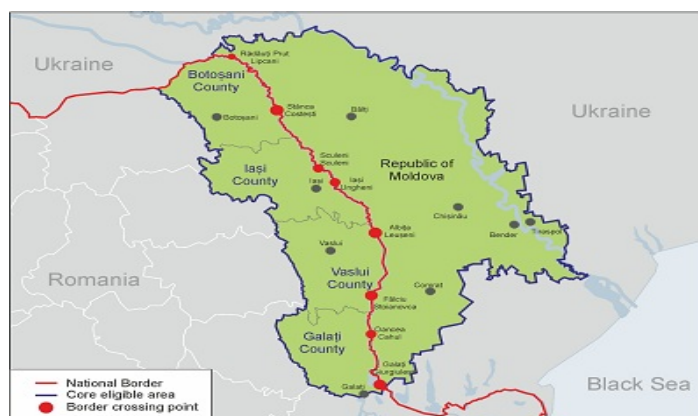 Ukraine
Rădăuți Prut
Lipcani
Botoșani
County
Stânca
Costești
Botoșani
Bălți
Ukraine
Sculeni
Sculeni
Republic of
Moldova
Iași
County
Iași
Iași
Ungheni
Chișinău
Bender
Tiraspol
Albița
Leușeni
Vaslui
Romania
Vaslui
County
Comrat
Fălciu
Stoianovca
Oancea
Cahul
Galați
County
Galați
Giurgiulești
Galați
Black Sea
National Border
Core eligible area
Border crossing point